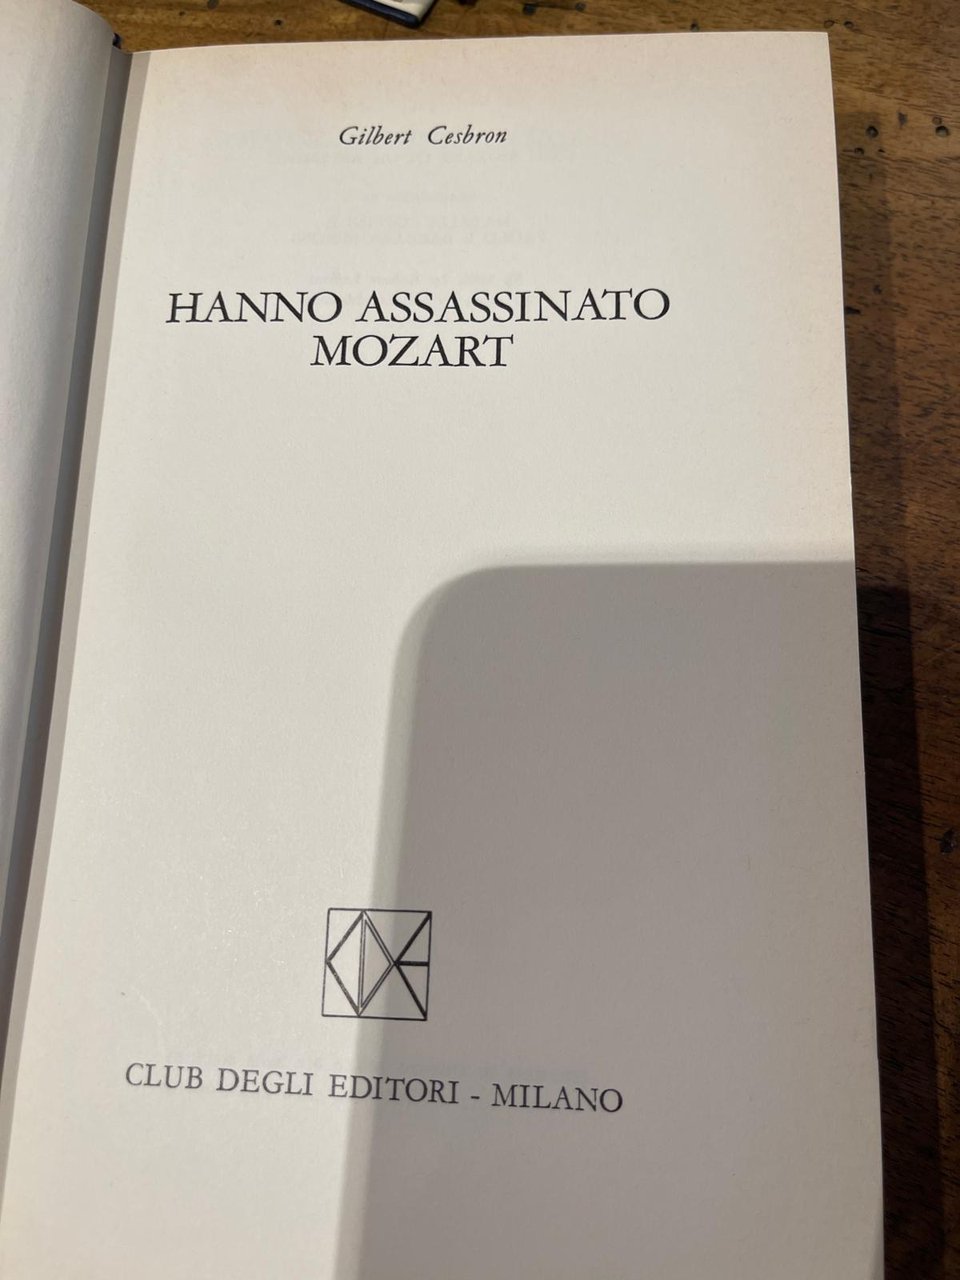 Gilbert Cesbron
HANNO ASSASSINATO
MOZART
CLUB DEGLI EDITORI - MILANO